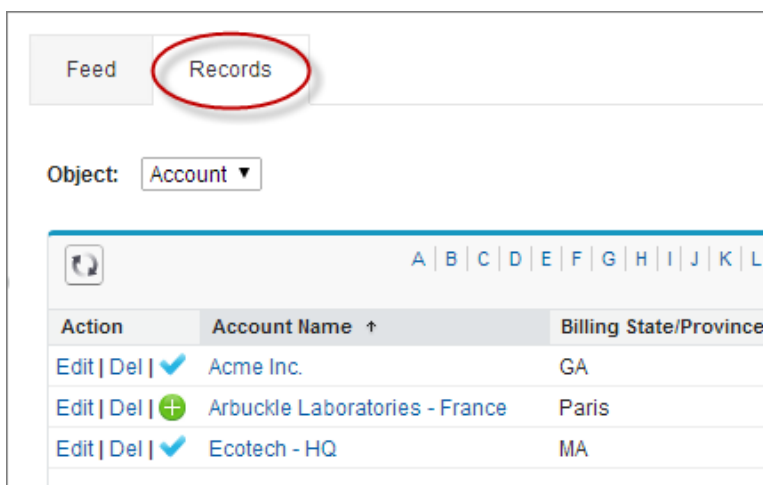 Feed Records
Object: Account ▼
A | B | C | D | E | F | G | H | I | J | K | L
Action Account Name ↑ Billing State/Province
Edit | Del | Acme Inc. GA
Edit | Del | Arbuckle Laboratories - France Paris
Edit | Del | Ecotech - HQ MA